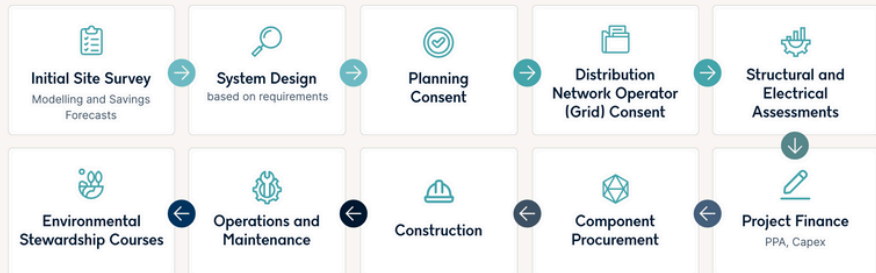 Initial Site Survey
Modelling and Savings
Forecasts
System Design
based on requirements
Planning
Consent
Distribution
Network Operator
(Grid) Consent
Structural and
Electrical
Assessments
Project Finance
PPA, Capex
Component
Procurement
Construction
Operations and
Maintenance
Environmental
Stewardship Courses